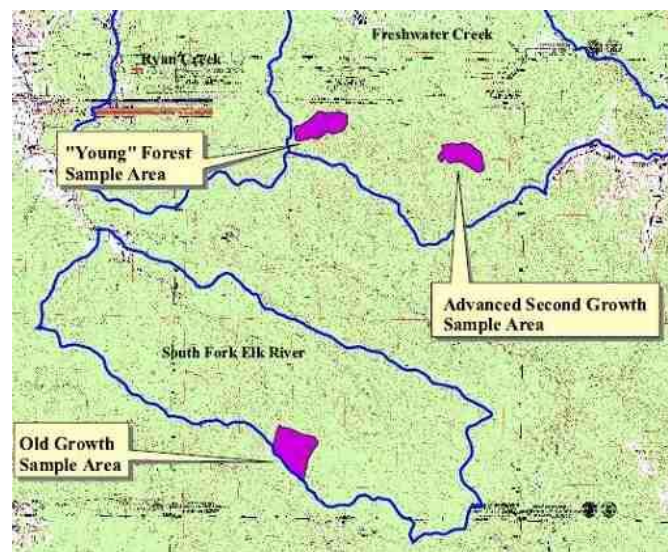 Freshwater Creek
Ryan Creek
"Young" Forest
Sample Area
Advanced Second Growth
Sample Area
South Fork Elk River
Old Growth
Sample Area